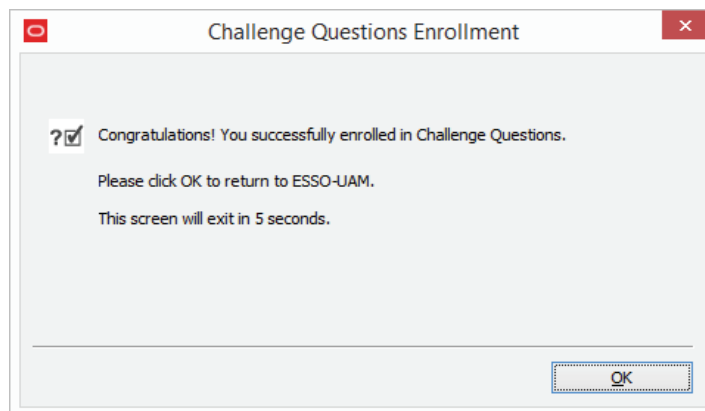 Challenge Questions Enrollment
Congratulations! You successfully enrolled in Challenge Questions.
Please click OK to return to ESSO-UAM.
This screen will exit in 5 seconds.
OK